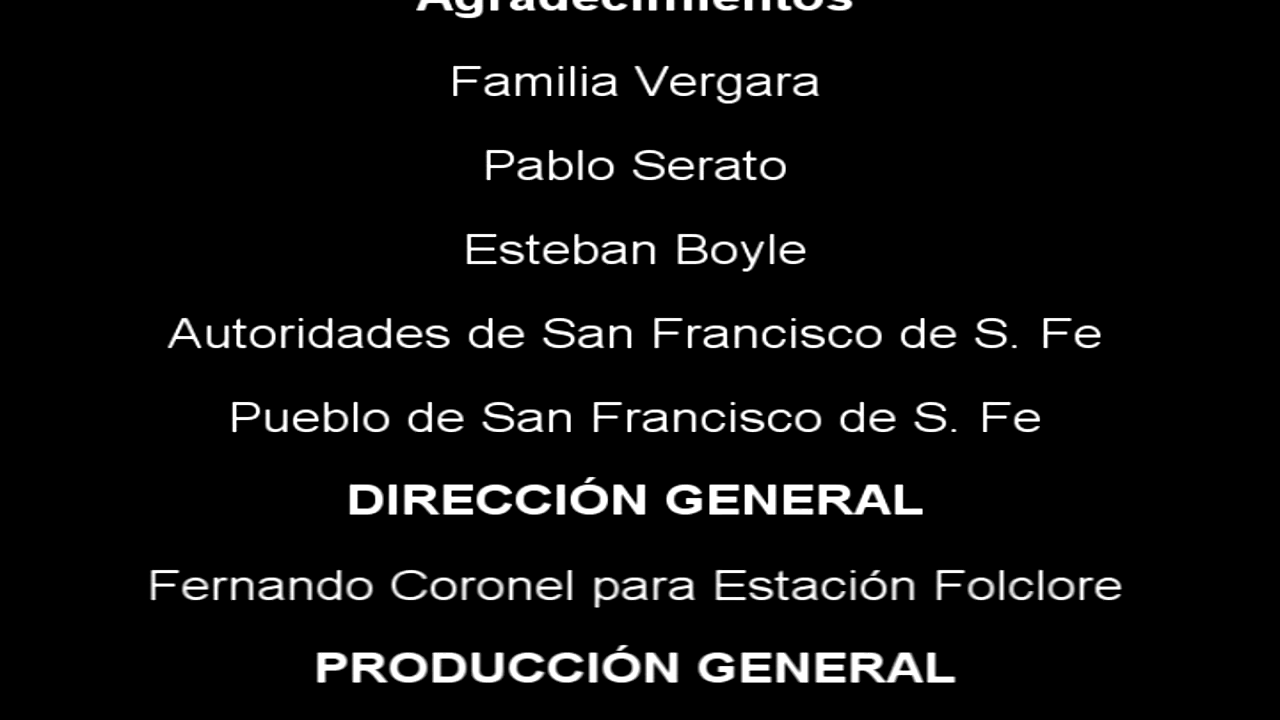 Agradecimientos
Familia Vergara
Pablo Serato
Esteban Boyle
Autoridades de San Francisco de S. Fe
Pueblo de San Francisco de S. Fe
DIRECCIÓN GENERAL
Fernando Coronel para Estación Folclore
PRODUCCIÓN GENERAL